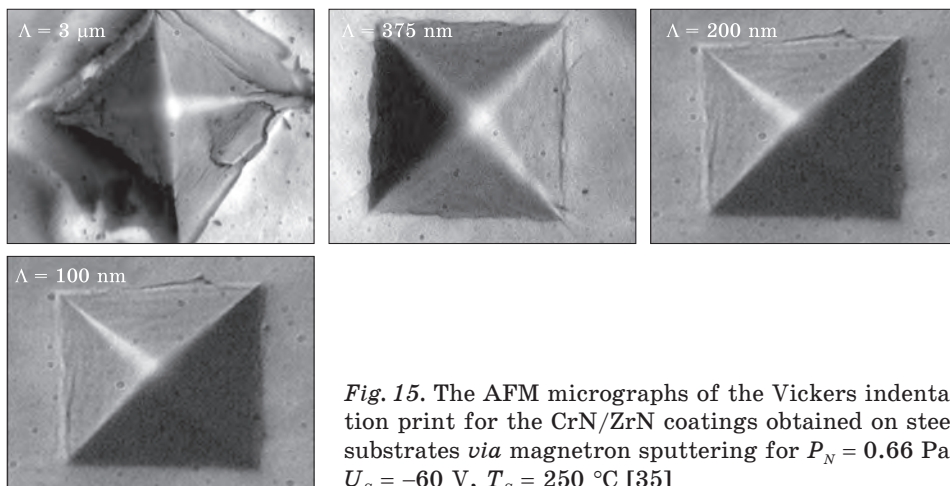 Λ = 3 μm
Λ = 375 nm
Λ = 200 nm
Λ = 100 nm
Fig. 15. The AFM micrographs of the Vickers indenta
tion print for the CrN/ZrN coatings obtained on stee
substrates via magnetron sputtering for P_N = 0.66 Pa
U_S = –60 V, T_S = 250 °C [35]